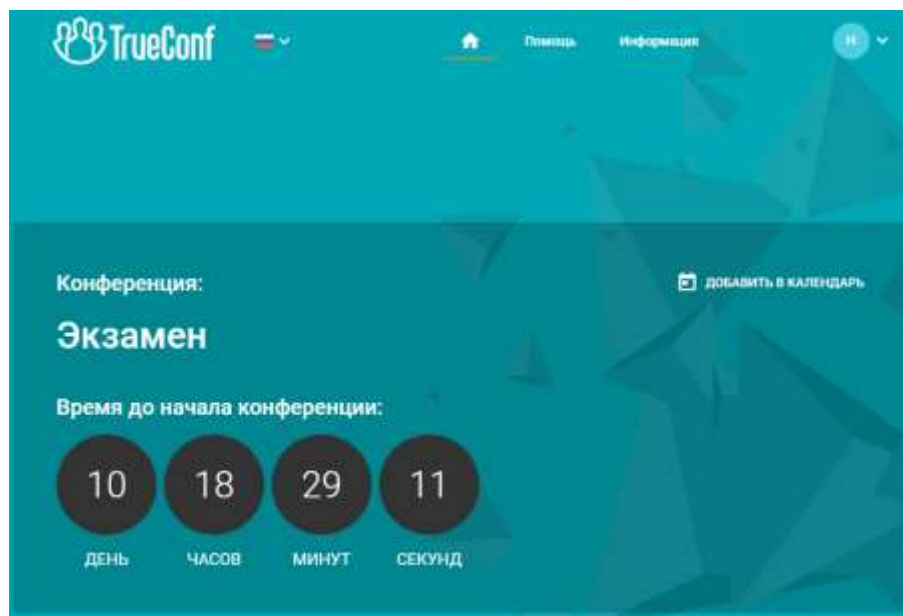 TrueConf
Помощь Информация
Н
Конференция:
ДОБАВИТЬ В КАЛЕНДАРЬ
Экзамен
Время до начала конференции:
10 18 29 11
ДЕНЬ ЧАСОВ МИНУТ СЕКУНД